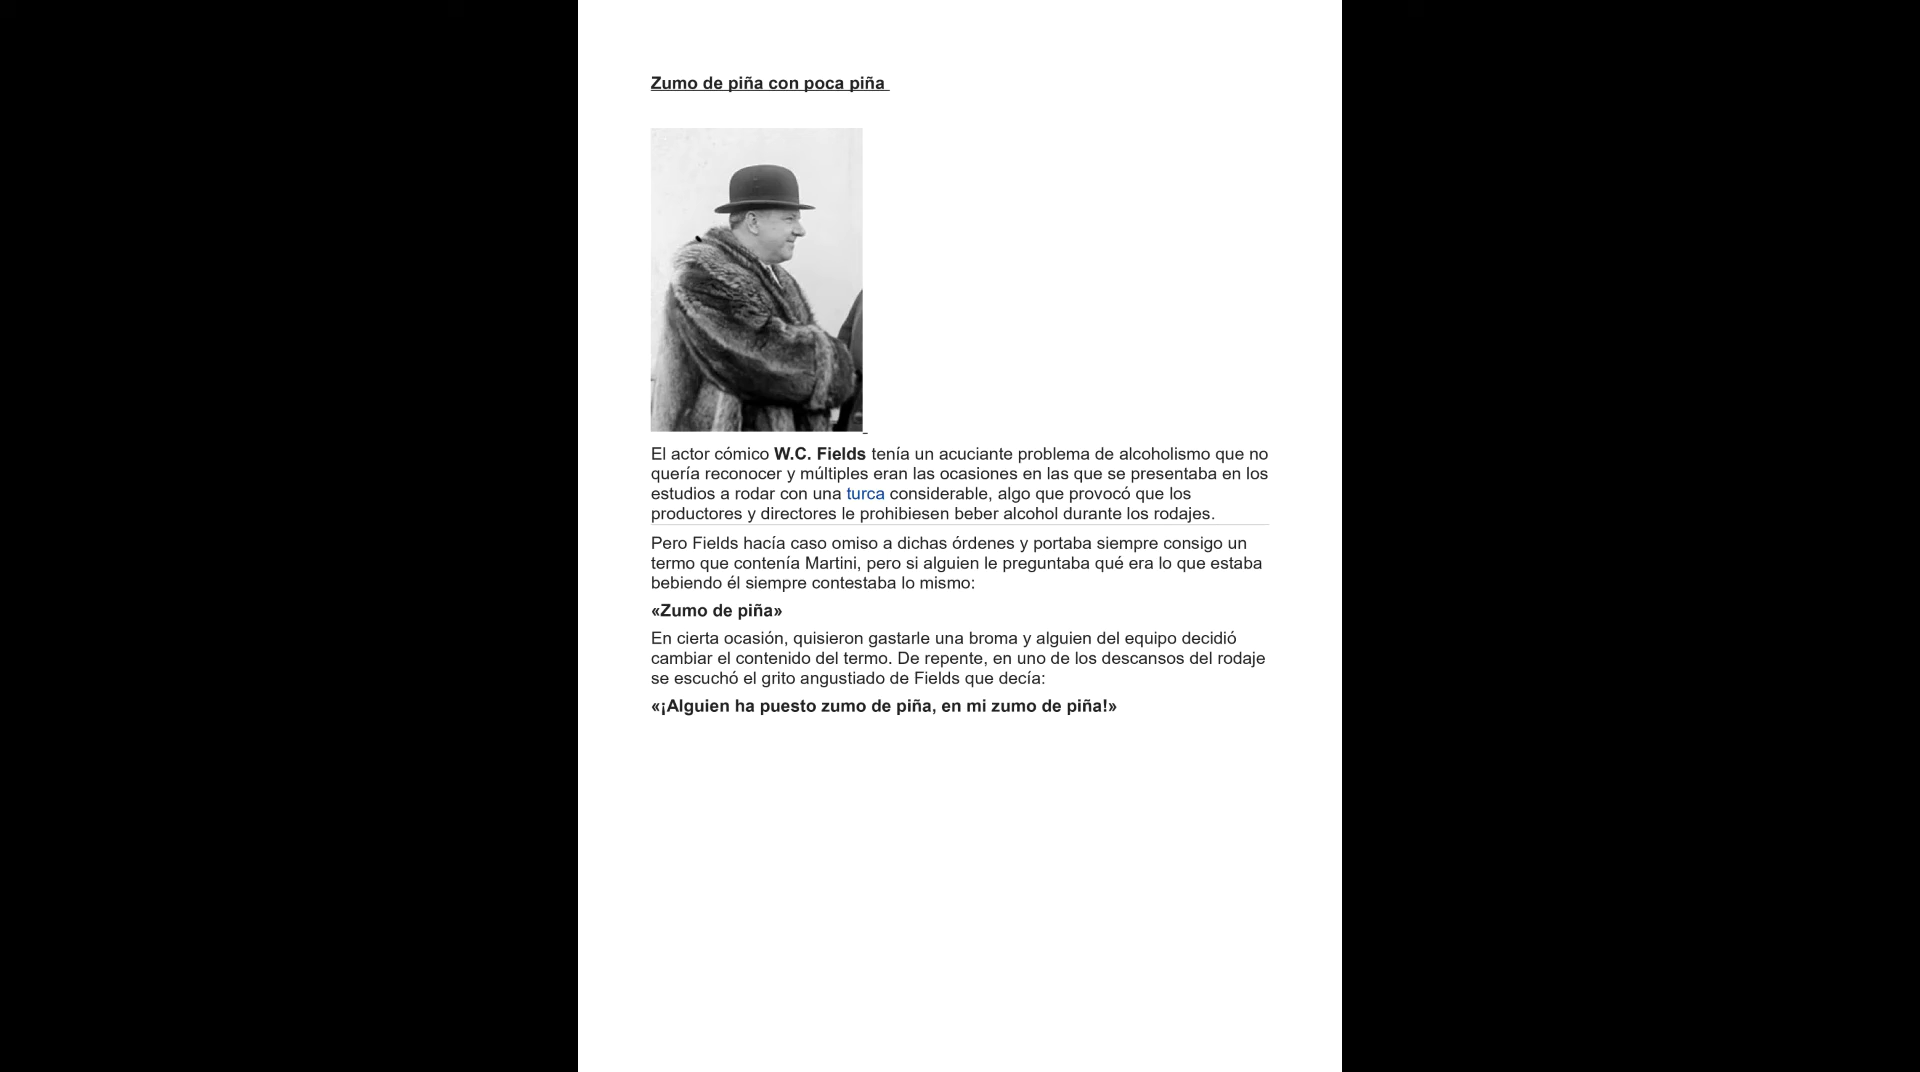 Zumo de piña con poca piña
El actor cómico W.C. Fields tenía un acuciante problema de alcoholismo que no
quería reconocer y múltiples eran las ocasiones en las que se presentaba en los
estudios a rodar con una turca considerable, algo que provocó que los
productores y directores le prohibiesen beber alcohol durante los rodajes.
Pero Fields hacía caso omiso a dichas órdenes y portaba siempre consigo un
termo que contenía Martini, pero si alguien le preguntaba qué era lo que estaba
bebiendo él siempre contestaba lo mismo:
«Zumo de piña»
En cierta ocasión, quisieron gastarle una broma y alguien del equipo decidió
cambiar el contenido del termo. De repente, en uno de los descansos del rodaje
se escuchó el grito angustiado de Fields que decía:
«¡Alguien ha puesto zumo de piña, en mi zumo de piña!»